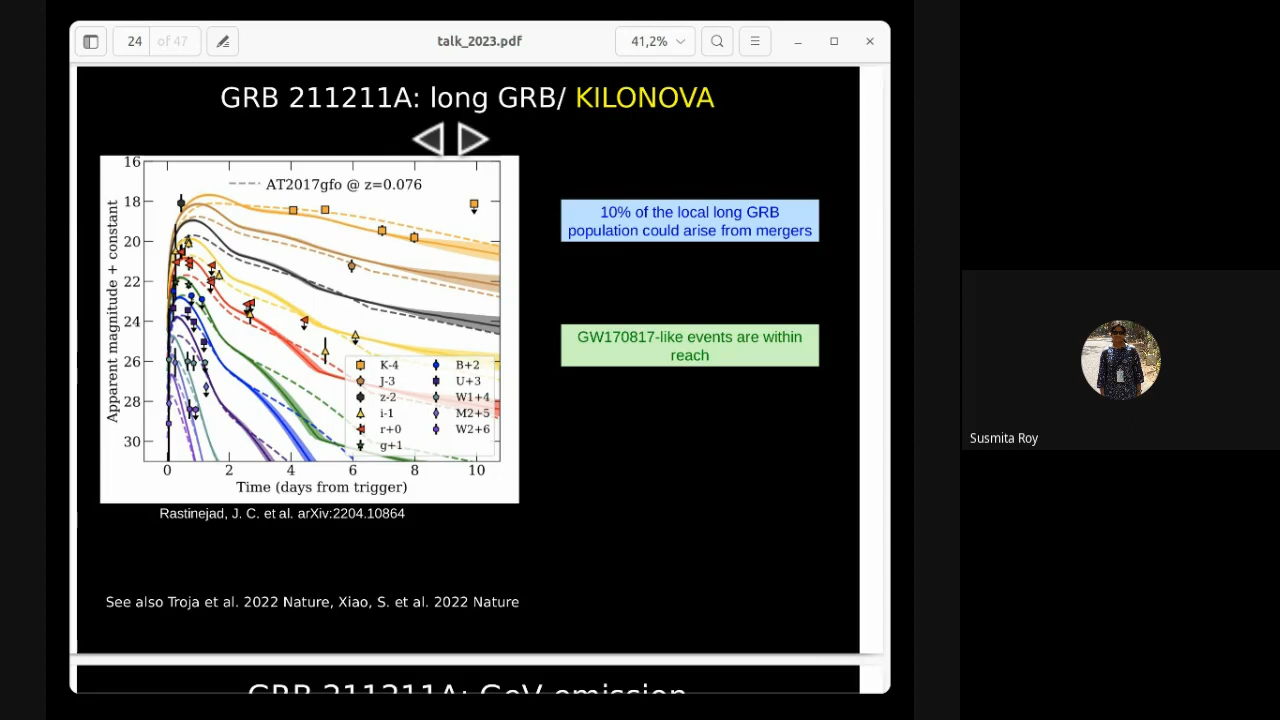 24
of 47
talk_2023.pdf
41,2%
GRB 211211A: long GRB/ KILONOVA
AT2017gfo @ z=0.076
16
18
20
22
24
26
28
30
Apparent magnitude + constant
K-4
J-3
z-2
i-1
r+0
g+1
B+2
U+3
W1+4
M2+5
W2+6
0
2
4
6
8
10
Time (days from trigger)
10% of the local long GRB
population could arise from mergers
GW170817-like events are within
reach
Rastinejad, J. C. et al. arXiv:2204.10864
See also Troja et al. 2022 Nature, Xiao, S. et al. 2022 Nature
GRB 211211A: GeV emission
Susmita Roy